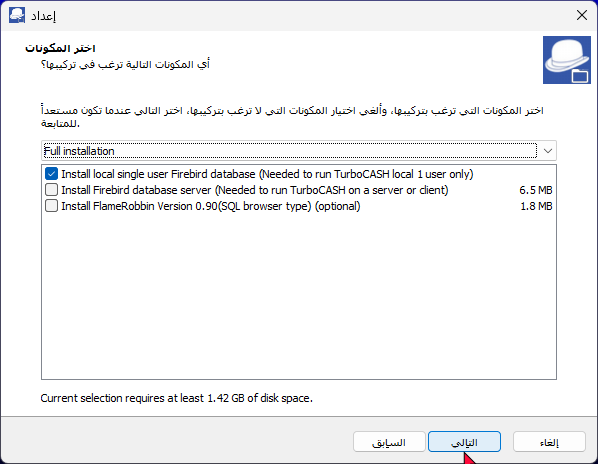 إعداد
اختر المكونات
أي المكونات التالية ترغب في تركيبها؟
اختر المكونات التي ترغب بتركيبها، وألغي اختيار المكونات التي لا ترغب بتركيبها، اختر التالي عندما تكون مستعداً
للمتابعة.
Full installation
Install local single user Firebird database (Needed to run TurboCASH local 1 user only)
Install Firebird database server (Needed to run TurboCASH on a server or client) 6.5 MB
Install FlameRobbin Version 0.90(SQL browser type) (optional) 1.8 MB
Current selection requires at least 1.42 GB of disk space.
السابق التالي إلغاء